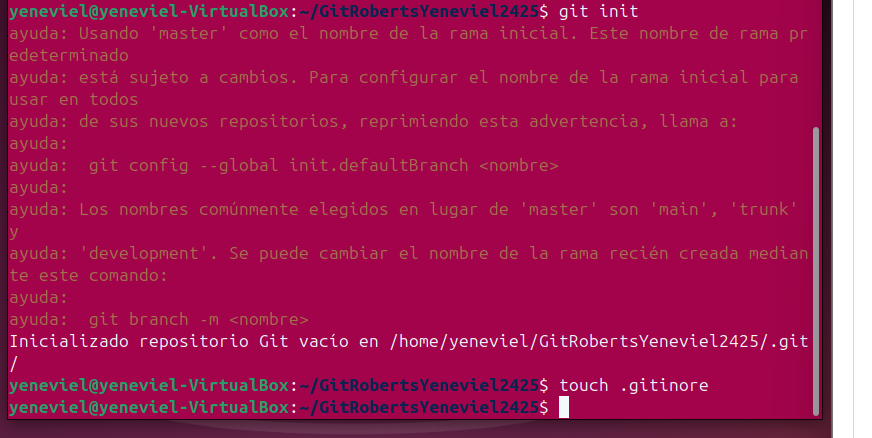 yeneviel@yeneviel-VirtualBox:~/GitRobertsYeneviel2425$ git init
ayuda: Usando 'master' como el nombre de la rama inicial. Este nombre de rama pr
edeterminado
ayuda: está sujeto a cambios. Para configurar el nombre de la rama inicial para
usar en todos
ayuda: de sus nuevos repositorios, reprimiendo esta advertencia, llama a:
ayuda:
ayuda:  git config --global init.defaultBranch <nombre>
ayuda:
ayuda: Los nombres comúnmente elegidos en lugar de 'master' son 'main', 'trunk'
y
ayuda: 'development'. Se puede cambiar el nombre de la rama recién creada median
te este comando:
ayuda:
ayuda:  git branch -m <nombre>
Inicializado repositorio Git vacío en /home/yeneviel/GitRobertsYeneviel2425/.git
/
yeneviel@yeneviel-VirtualBox:~/GitRobertsYeneviel2425$ touch .gitinore
yeneviel@yeneviel-VirtualBox:~/GitRobertsYeneviel2425$